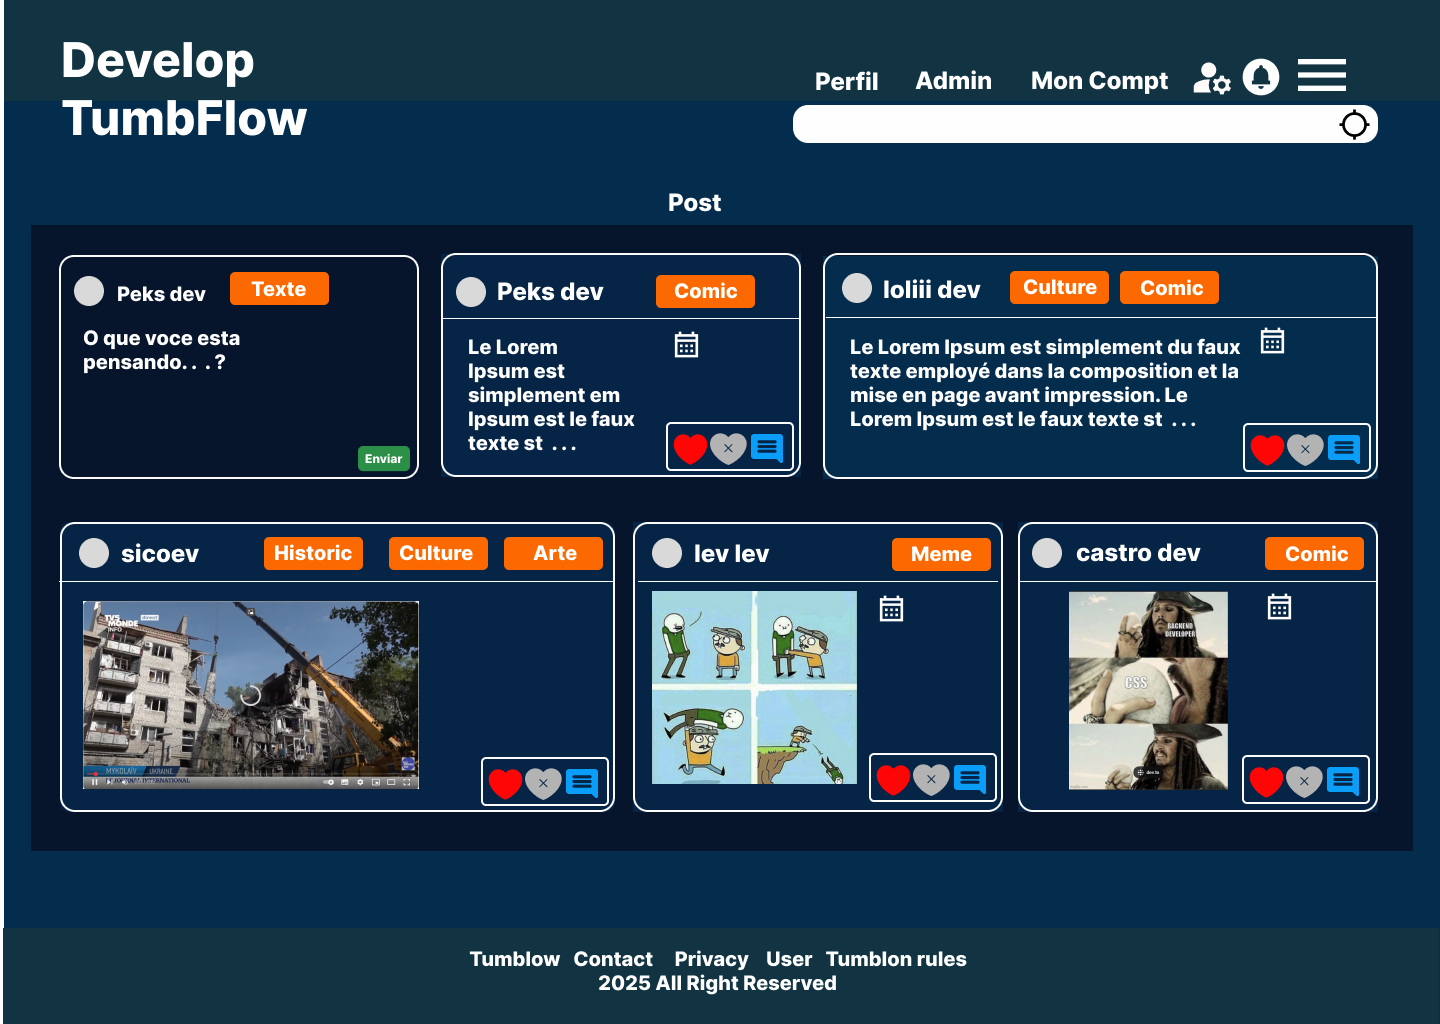 Develop
TumbFlow
Perfil Admin Mon Compt
Post
Peks dev Texte
O que voce esta
pensando. . . ?
Enviar
Peks dev Comic
Le Lorem
Ipsum est
simplement em
Ipsum est le faux
texte st ...
loliii dev Culture Comic
Le Lorem Ipsum est simplement du faux
texte employé dans la composition et la
mise en page avant impression. Le
Lorem Ipsum est le faux texte st ...
sicoev Historic Culture Arte
TV5
MONDE direct
INFO
MYKOLAÏV UKRAINE
LE JOURNAL INTERNATIONAL
lev lev Meme
castro dev Comic
BACKEND
DEVELOPER
CSS
Tumblow Contact Privacy User Tumblon rules
2025 All Right Reserved